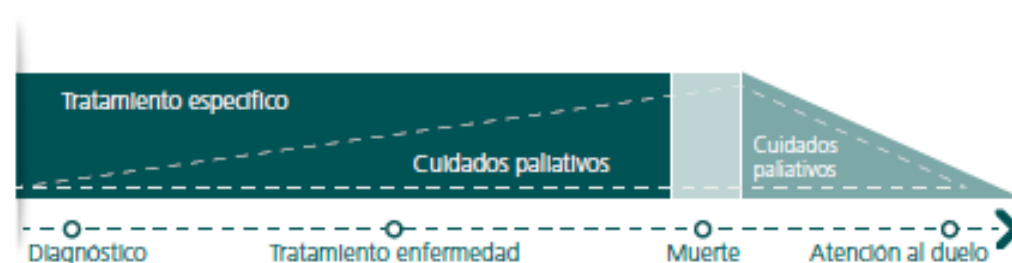 Tratamiento específico
Cuidados paliativos
Cuidados
paliativos
Diagnóstico
Tratamiento enfermedad
Muerte
Atención al duelo